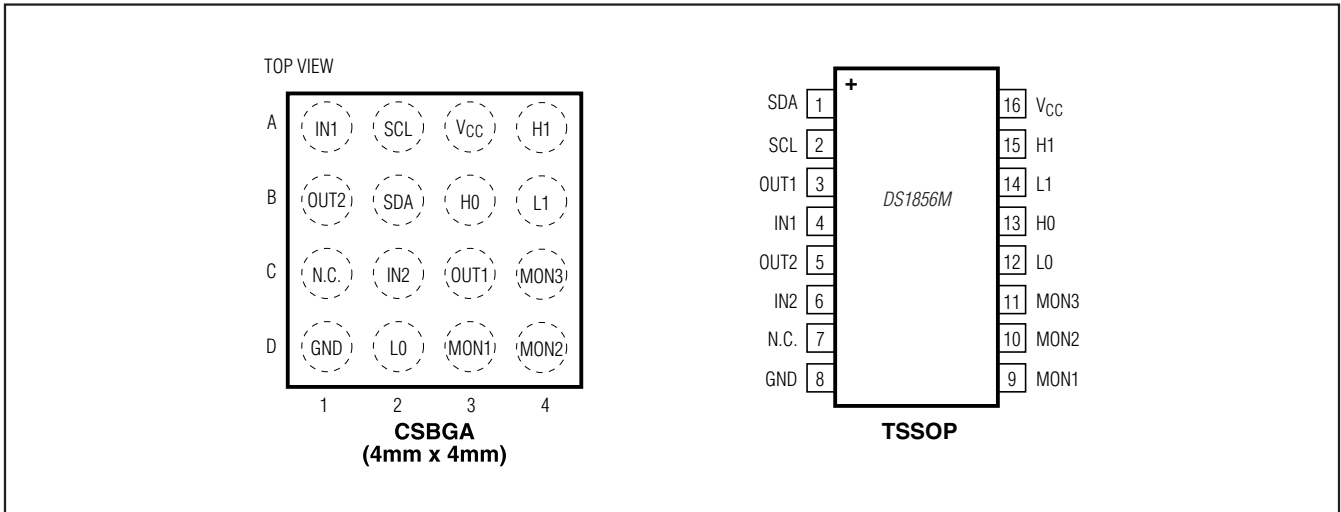 TOP VIEW
A IN1 SCL VCC H1
B OUT2 SDA H0 L1
C N.C. IN2 OUT1 MON3
D GND L0 MON1 MON2
1 2 3 4
CSBGA
(4mm x 4mm)
+
SDA 1 16 VCC
SCL 2 15 H1
OUT1 3 14 L1
DS1856M
IN1 4 13 H0
OUT2 5 12 L0
IN2 6 11 MON3
N.C. 7 10 MON2
GND 8 9 MON1
TSSOP